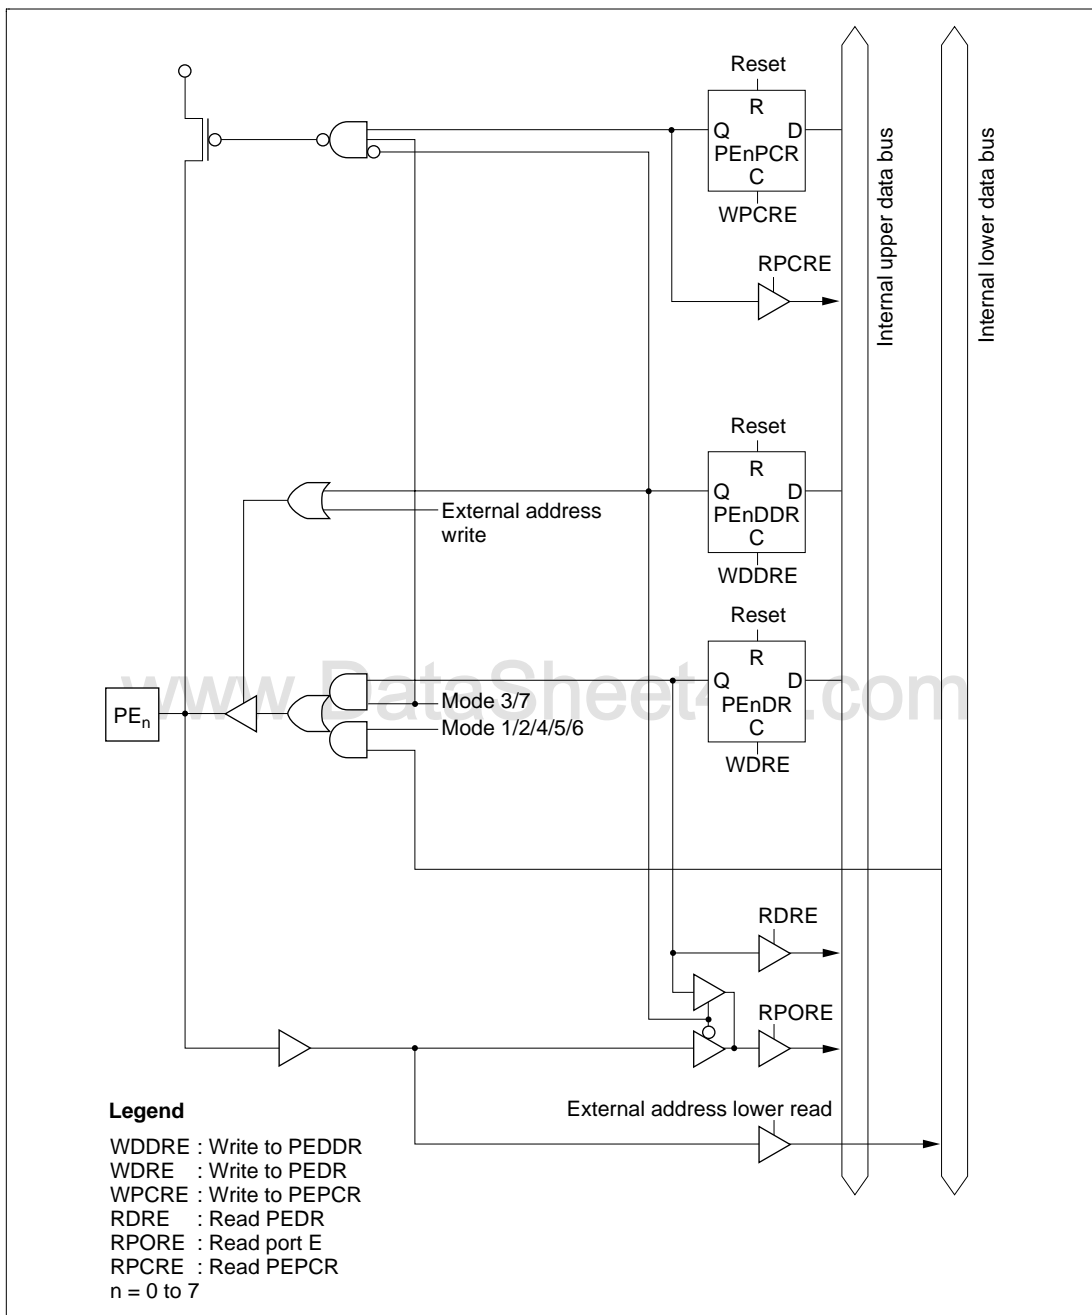 Reset
R
Q D
PEnPCR
C
WPCRE
RPCRE
Internal upper data bus
Internal lower data bus
Reset
R
Q D
PEnDDR
C
WDDRE
External address
write
Reset
R
Q D
PEnDR
C
WDRE
www.DataSheet4U.com
PEn
Mode 3/7
Mode 1/2/4/5/6
RDRE
RPORE
External address lower read
Legend
WDDRE : Write to PEDDR
WDRE : Write to PEDR
WPCRE : Write to PEPCR
RDRE : Read PEDR
RPORE : Read port E
RPCRE : Read PEPCR
n = 0 to 7